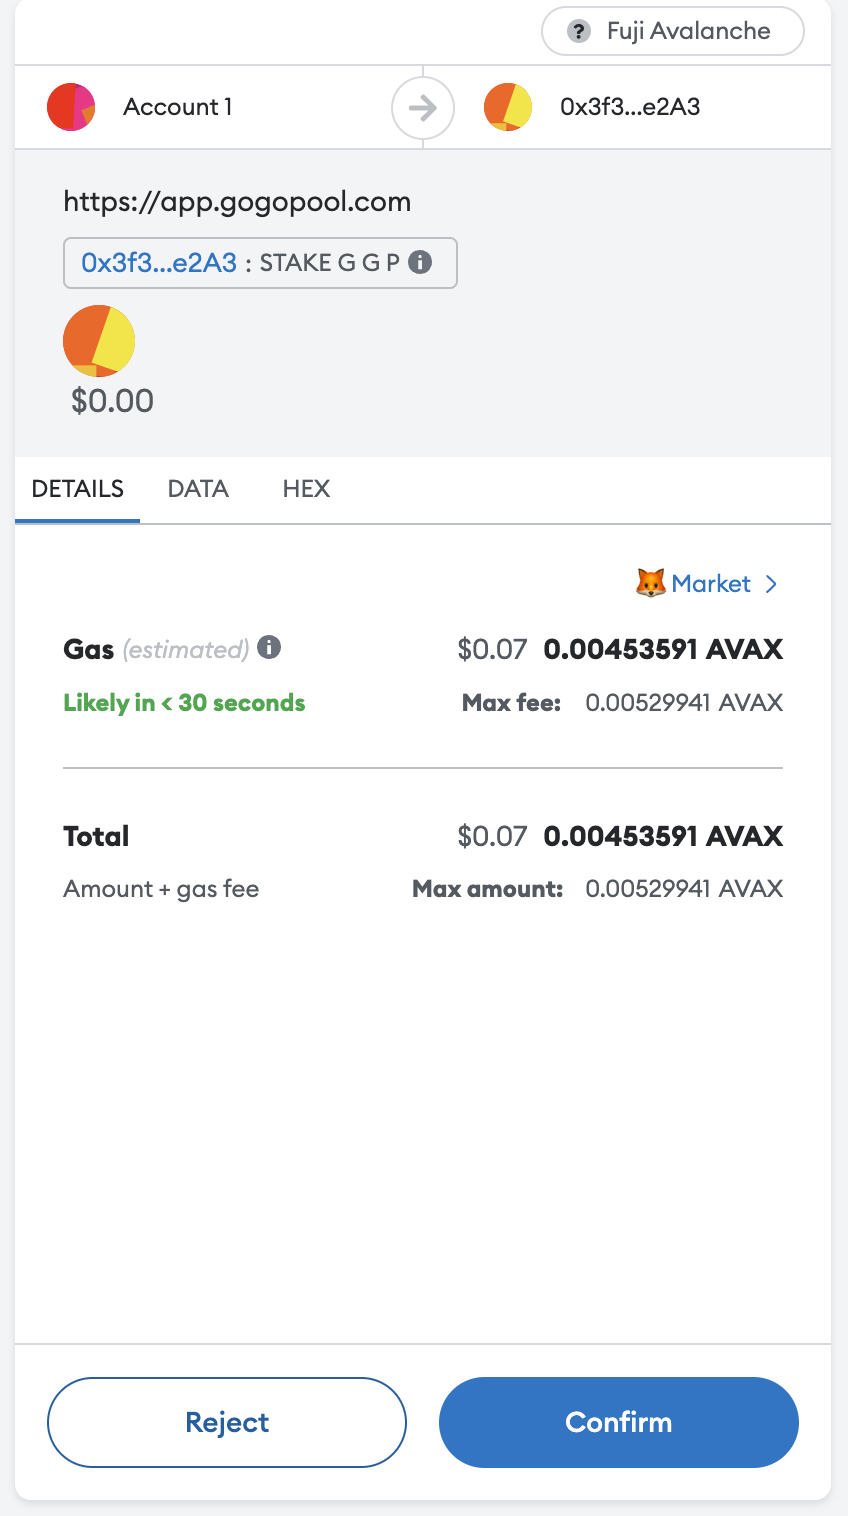 ? Fuji Avalanche
Account 1 0x3f3...e2A3
https://app.gogopool.com
0x3f3...e2A3 : STAKE G G P i
$0.00
DETAILS DATA HEX
Market >
Gas (estimated) i $0.07 0.00453591 AVAX
Likely in < 30 seconds Max fee: 0.00529941 AVAX
Total $0.07 0.00453591 AVAX
Amount + gas fee Max amount: 0.00529941 AVAX
Reject Confirm